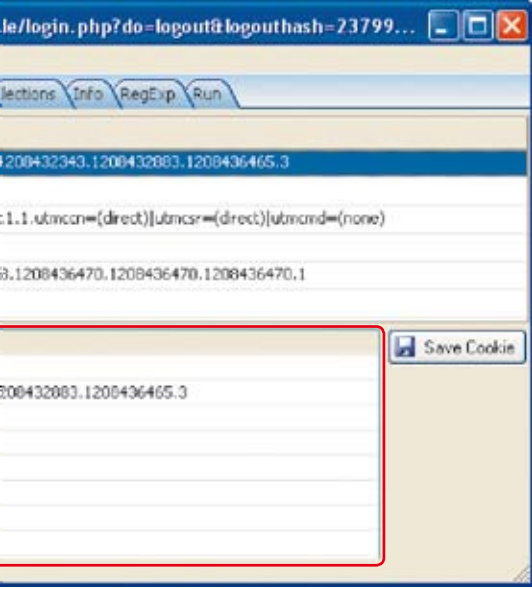 .le/login.php?do=logout&logouthash=23799...
lections Info RegExp Run
1208432343.1208432883.1208436465.3
:.1.1.utmccn=(direct)|utmcsr=(direct)|utmcmd=(none)
8.1208436470.1208436470.1208436470.1
Save Cookie
208432883.1208436465.3